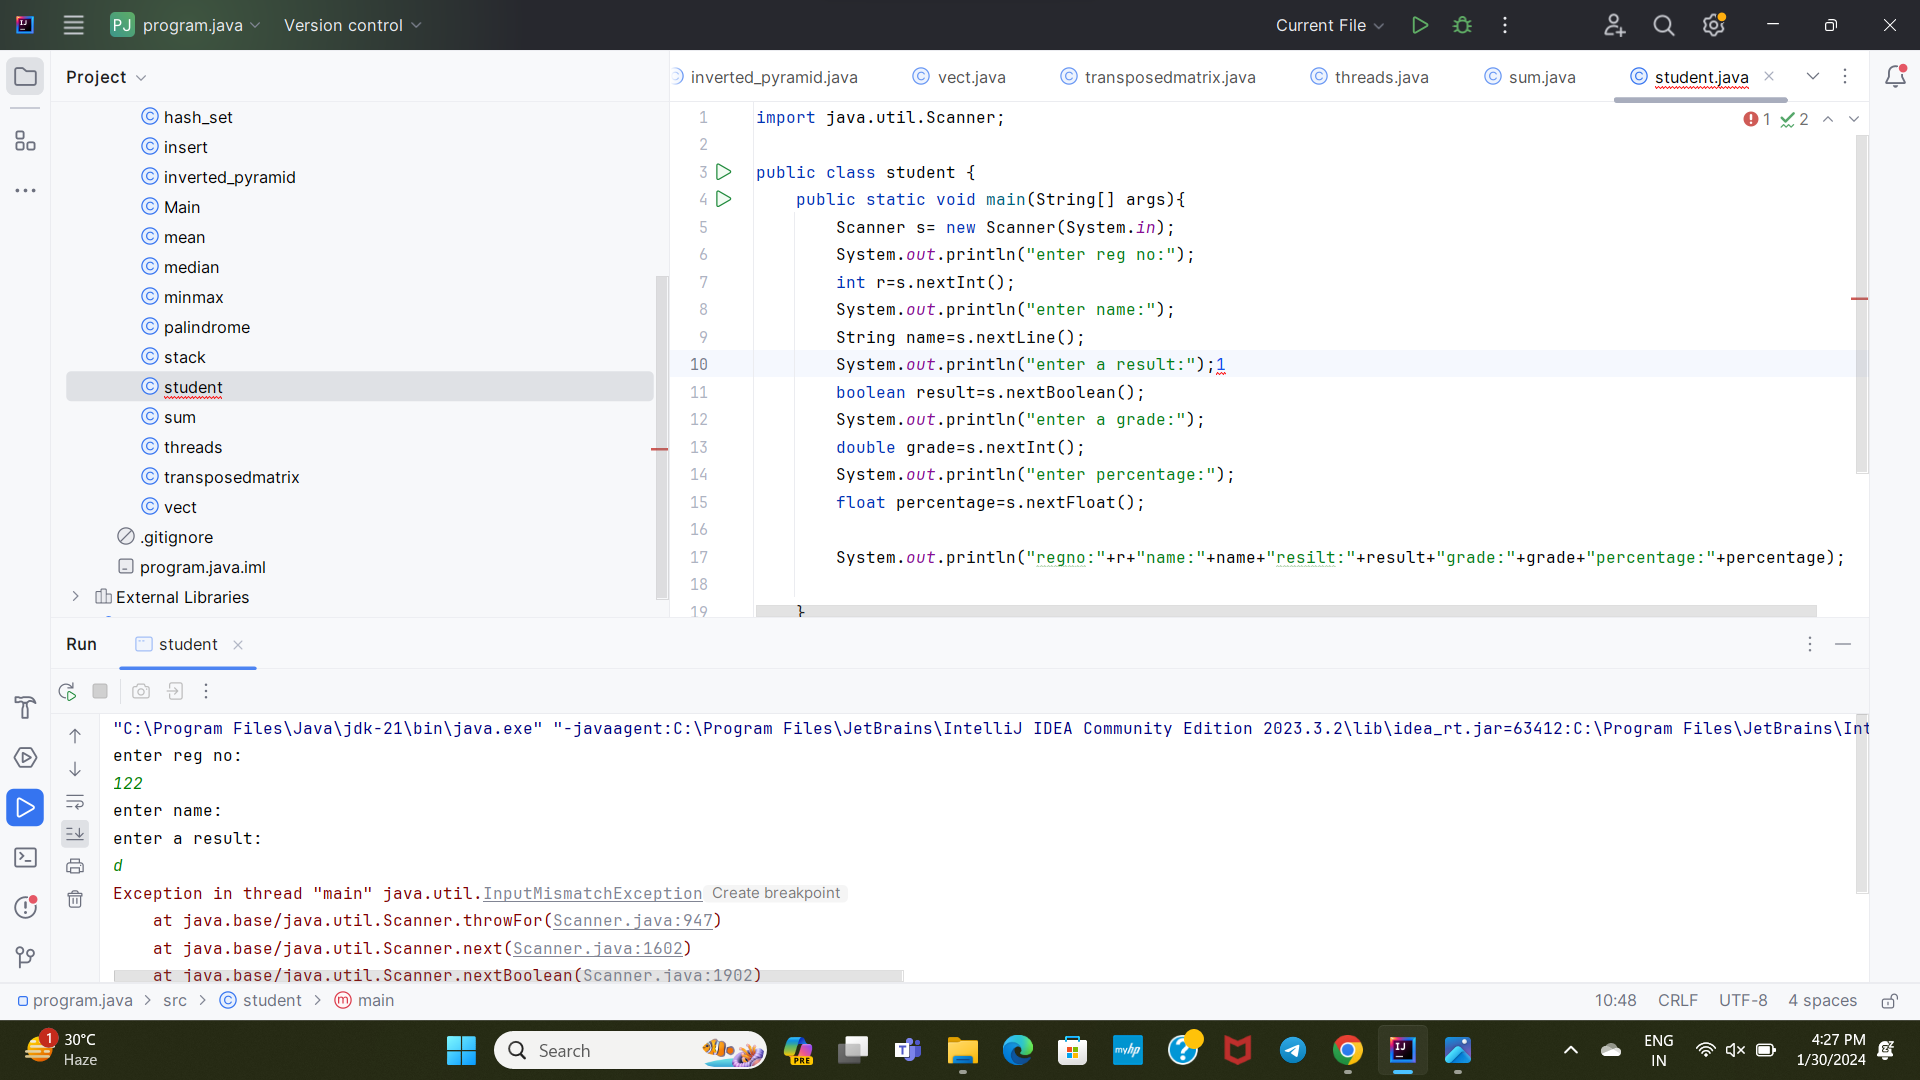 PJ program.java Version control Current File
Project
hash_set
insert
inverted_pyramid
Main
mean
median
minmax
palindrome
stack
student
sum
threads
transposedmatrix
vect
.gitignore
program.java.iml
External Libraries
inverted_pyramid.java vect.java transposedmatrix.java threads.java sum.java student.java
1 2
1 import java.util.Scanner;
2
3 public class student {
4 public static void main(String[] args){
5 Scanner s= new Scanner(System.in);
6 System.out.println("enter reg no:");
7 int r=s.nextInt();
8 System.out.println("enter name:");
9 String name=s.nextLine();
10 System.out.println("enter a result:");1
11 boolean result=s.nextBoolean();
12 System.out.println("enter a grade:");
13 double grade=s.nextInt();
14 System.out.println("enter percentage:");
15 float percentage=s.nextFloat();
16
17 System.out.println("regno:"+r+"name:"+name+"resilt:"+result+"grade:"+grade+"percentage:"+percentage);
18
19 }
Run student
"C:\Program Files\Java\jdk-21\bin\java.exe" "-javaagent:C:\Program Files\JetBrains\IntelliJ IDEA Community Edition 2023.3.2\lib\idea_rt.jar=63412:C:\Program Files\JetBrains\Int
enter reg no:
122
enter name:
enter a result:
d
Exception in thread "main" java.util.InputMismatchException Create breakpoint
at java.base/java.util.Scanner.throwFor(Scanner.java:947)
at java.base/java.util.Scanner.next(Scanner.java:1602)
at java.base/java.util.Scanner.nextBoolean(Scanner.java:1902)
program.java > src > student > main
10:48 CRLF UTF-8 4 spaces
1
30°C
Haze
Search
PRE
myhp
ENG
IN
4:27 PM
1/30/2024